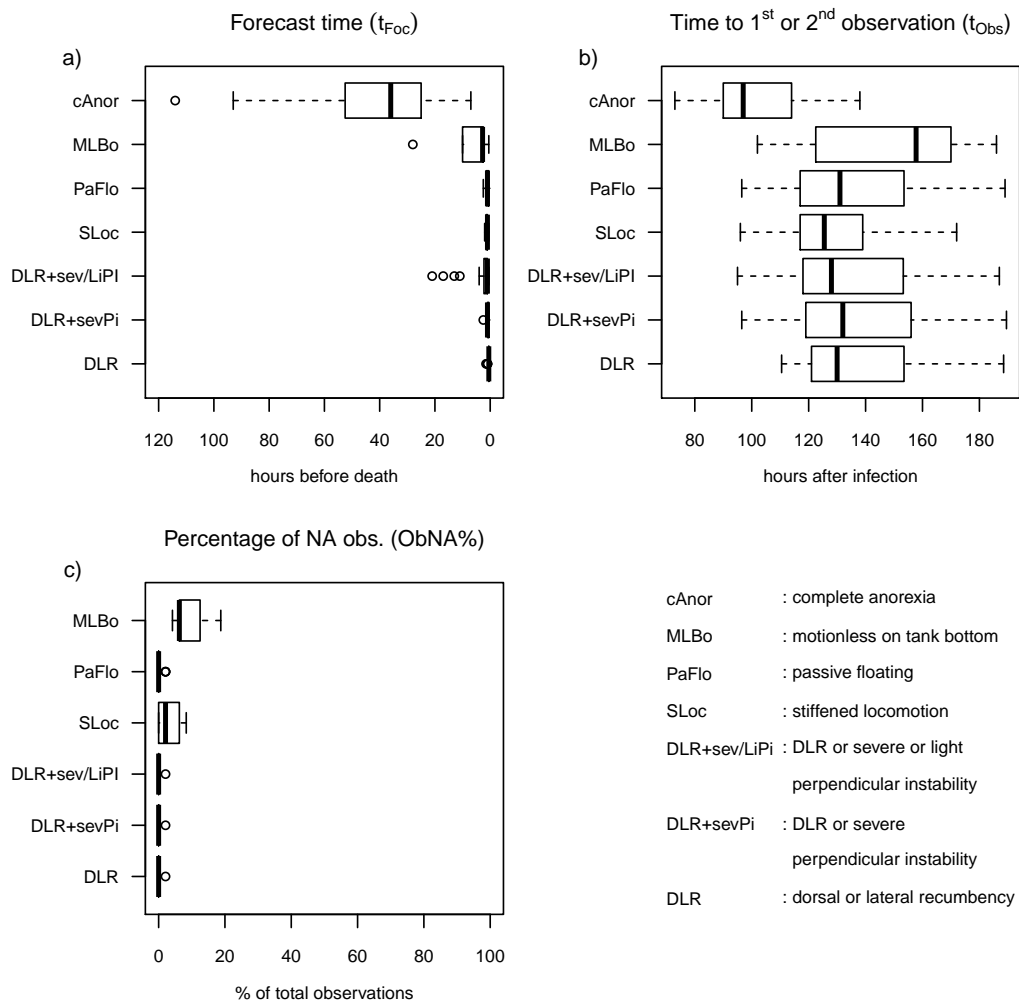 Forecast time (tFoc)
a)
cAnor
MLBo
PaFlo
SLoc
DLR+sev/LiPI
DLR+sevPi
DLR
120 100 80 60 40 20 0
hours before death
Time to 1st or 2nd observation (tObs)
b)
cAnor
MLBo
PaFlo
SLoc
DLR+sev/LiPI
DLR+sevPi
DLR
80 100 120 140 160 180
hours after infection
Percentage of NA obs. (ObNA%)
c)
MLBo
PaFlo
SLoc
DLR+sev/LiPI
DLR+sevPi
DLR
0 20 40 60 80 100
% of total observations
cAnor : complete anorexia
MLBo : motionless on tank bottom
PaFlo : passive floating
SLoc : stiffened locomotion
DLR+sev/LiPi : DLR or severe or light
perpendicular instability
DLR+sevPi : DLR or severe
perpendicular instability
DLR : dorsal or lateral recumbency